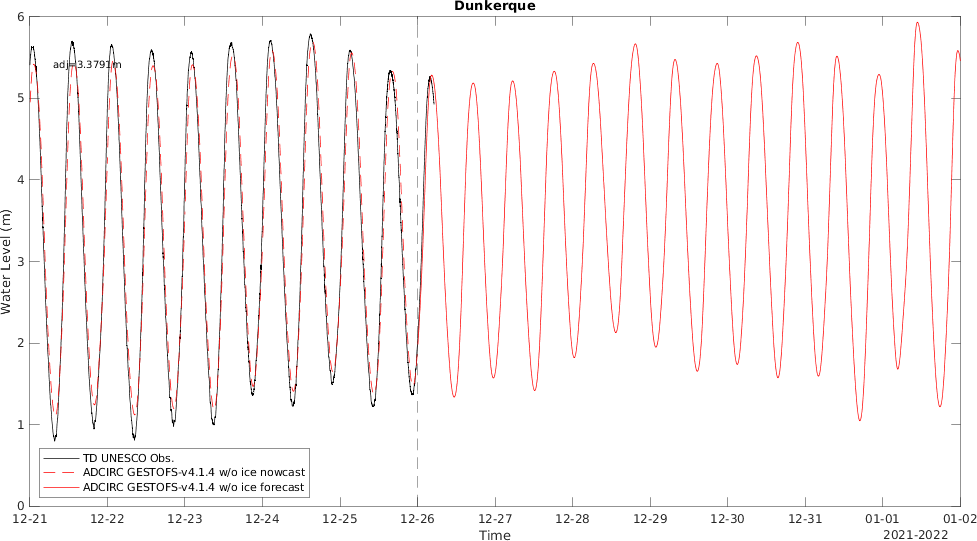 Dunkerque
6
adj=3.3791m
5
4
3
2
1
0
Water Level (m)
TD UNESCO Obs.
ADCIRC GESTOFS-v4.1.4 w/o ice nowcast
ADCIRC GESTOFS-v4.1.4 w/o ice forecast
12-21 12-22 12-23 12-24 12-25 12-26 12-27 12-28 12-29 12-30 12-31 01-01 01-02
Time
2021-2022